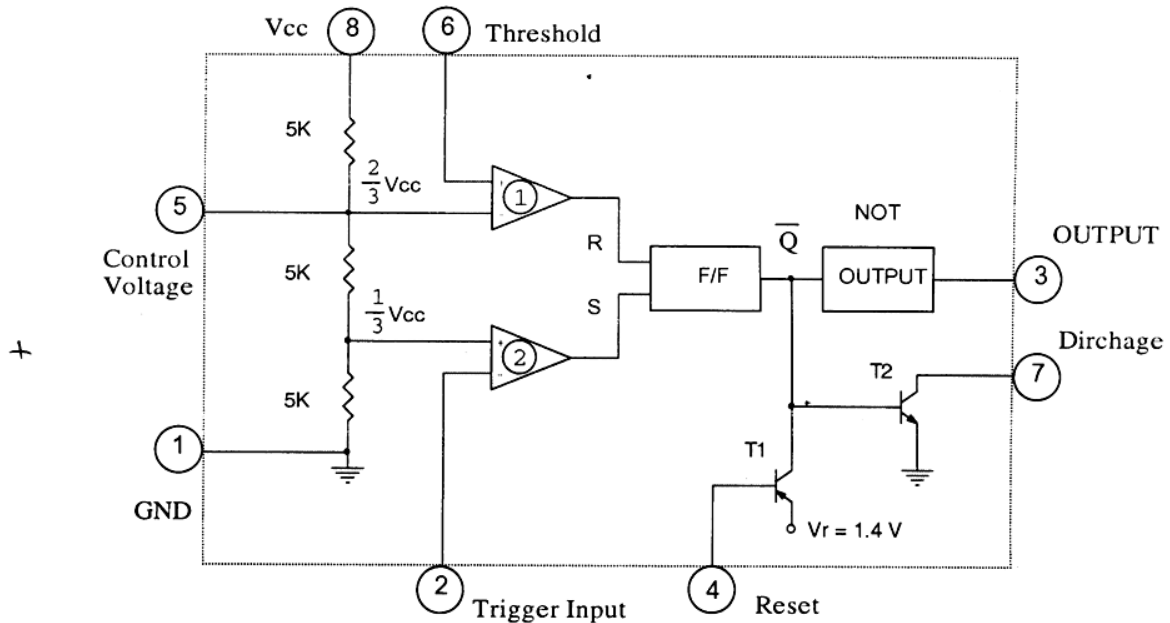 Vcc 8
6 Threshold
5K
2/3 Vcc
5
Control
Voltage
1
R
NOT
Q̅
OUTPUT
5K
F/F
OUTPUT
3
S
1/3 Vcc
+
-
2
Dirchage
7
T2
5K
1
T1
GND
Vr = 1.4 V
2
Trigger Input
4
Reset